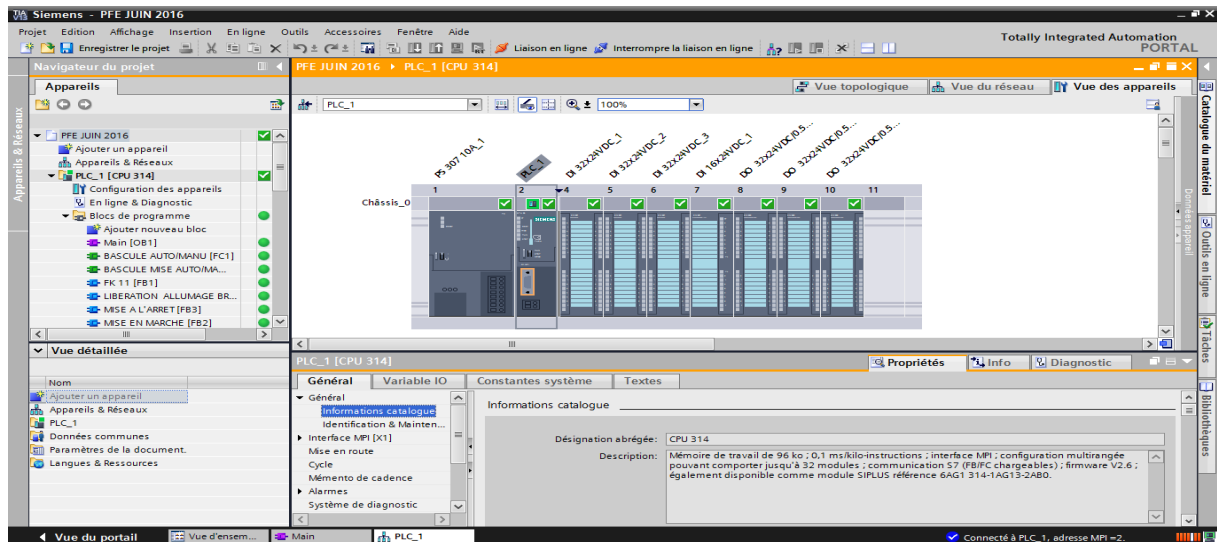 Siemens - PFE JUIN 2016
Projet Edition Affichage Insertion En ligne Outils Accessoires Fenêtre Aide
Totally Integrated Automation
PORTAL
Enregistrer le projet
Liaison en ligne
Interrompre la liaison en ligne
Navigateur du projet
Appareils
Appareils & Réseaux
PFE JUIN 2016
Ajouter un appareil
Appareils & Réseaux
PLC_1 [CPU 314]
Configuration des appareils
En ligne & Diagnostic
Blocs de programme
Ajouter nouveau bloc
Main [OB1]
BASCULE AUTO/MANU [FC1]
BASCULE MISE AUTO/MA...
FK 11 [FB1]
LIBERATION ALLUMAGE BR...
MISE A L'ARRET [FB3]
MISE EN MARCHE [FB2]
Vue détaillée
Nom
Ajouter un appareil
Appareils & Réseaux
PLC_1
Données communes
Paramètres de la document.
Langues & Ressources
PFE JUIN 2016 PLC_1 [CPU 314]
Vue topologique
Vue du réseau
Vue des appareils
PLC_1
100%
PS 307 10A_1
PLC_1
DI 32x24VDC_1
DI 32x24VDC_2
DI 32x24VDC_3
DI 16x24VDC_1
DO 32x24VDC/0.5...
DO 32x24VDC/0.5...
DO 32x24VDC/0.5...
1 2 4 5 6 7 8 9 10 11
Châssis_0
SIEMENS
Données appareil
PLC_1 [CPU 314]
Propriétés
Info
Diagnostic
Général
Variable IO
Constantes système
Textes
Général
Informations catalogue
Identification & Mainten...
Interface MPI [X1]
Mise en route
Cycle
Mémento de cadence
Alarmes
Système de diagnostic
Informations catalogue
Désignation abrégée: CPU 314
Description: Mémoire de travail de 96 ko ; 0,1 ms/kilo-instructions ; interface MPI ; configuration multirangée
pouvant comporter jusqu'à 32 modules ; communication S7 (FB/FC chargeables) ; firmware V2.6 ;
également disponible comme module SIPLUS référence 6AG1 314-1AG13-2AB0.
Catalogue du matériel
Outils en ligne
Tâches
Bibliothèques
Vue du portail
Vue d'ensem...
Main
PLC_1
Connecté à PLC_1, adresse MPI =2.